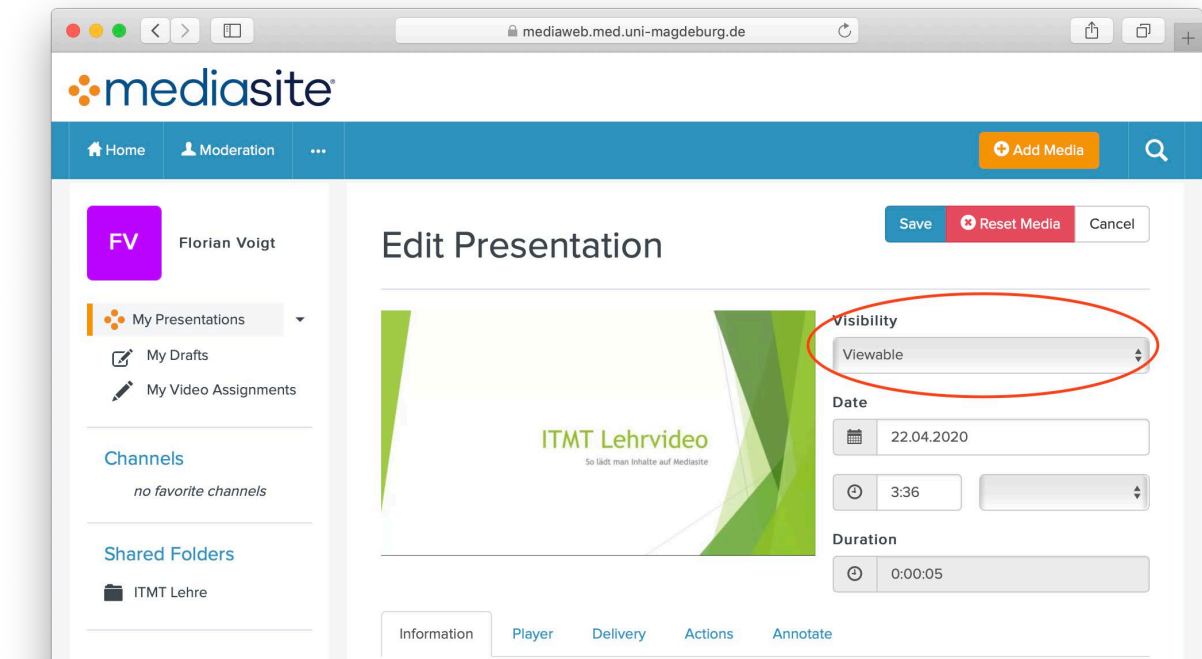 mediaweb.med.uni-magdeburg.de
mediasite
Home Moderation ... Add Media
FV Florian Voigt
Edit Presentation
Save Reset Media Cancel
My Presentations
My Drafts
My Video Assignments
Channels
no favorite channels
Shared Folders
ITMT Lehre
ITMT Lehrvideo
So lädt man Inhalte auf Mediasite
Visibility
Viewable
Date
22.04.2020
3:36
Duration
0:00:05
Information Player Delivery Actions Annotate